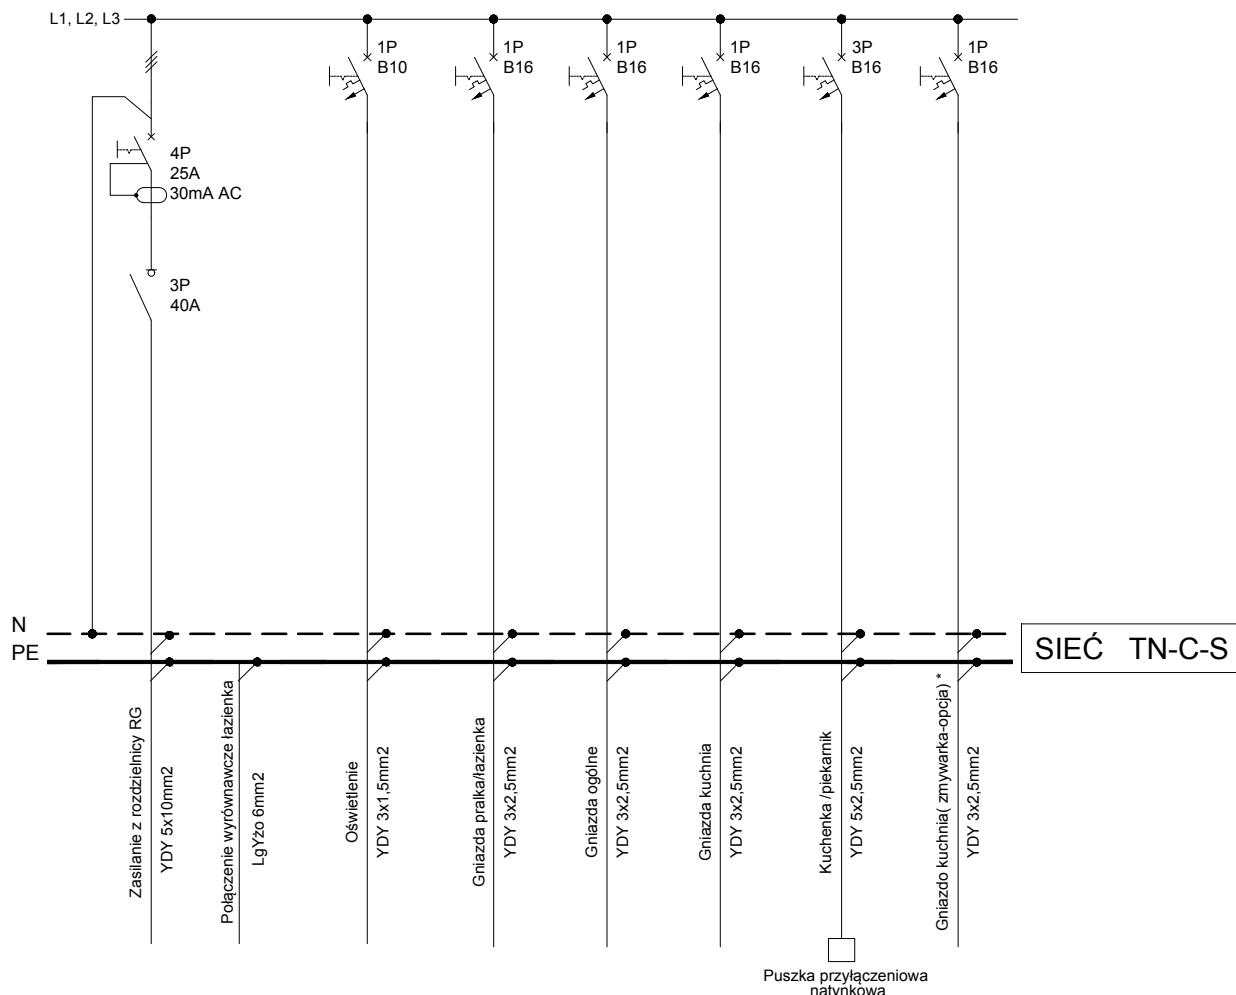 L1, L2, L3
1P
B10
1P
B16
1P
B16
1P
B16
3P
B16
1P
B16
4P
25A
30mA AC
3P
40A
N
PE
SIEĆ TN-C-S
Zasilanie z rozdzielnicy RG
YDY 5x10mm2
Połączenie wyrównawcze łazienka
LgYżo 6mm2
Oświetlenie
YDY 3x1,5mm2
Gniazda pralka/łazienka
YDY 3x2,5mm2
Gniazda ogólne
YDY 3x2,5mm2
Gniazda kuchnia
YDY 3x2,5mm2
Kuchenka /piekarnik
YDY 5x2,5mm2
Gniazdo kuchnia( zmywarka-opcja) *
YDY 3x2,5mm2
Puszka przyłączeniowa
natynkowa